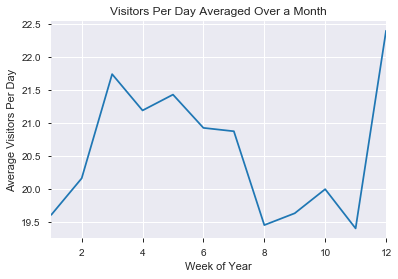 Visitors Per Day Averaged Over a Month
22.5
22.0
21.5
21.0
20.5
20.0
19.5
Average Visitors Per Day
2 4 6 8 10 12
Week of Year